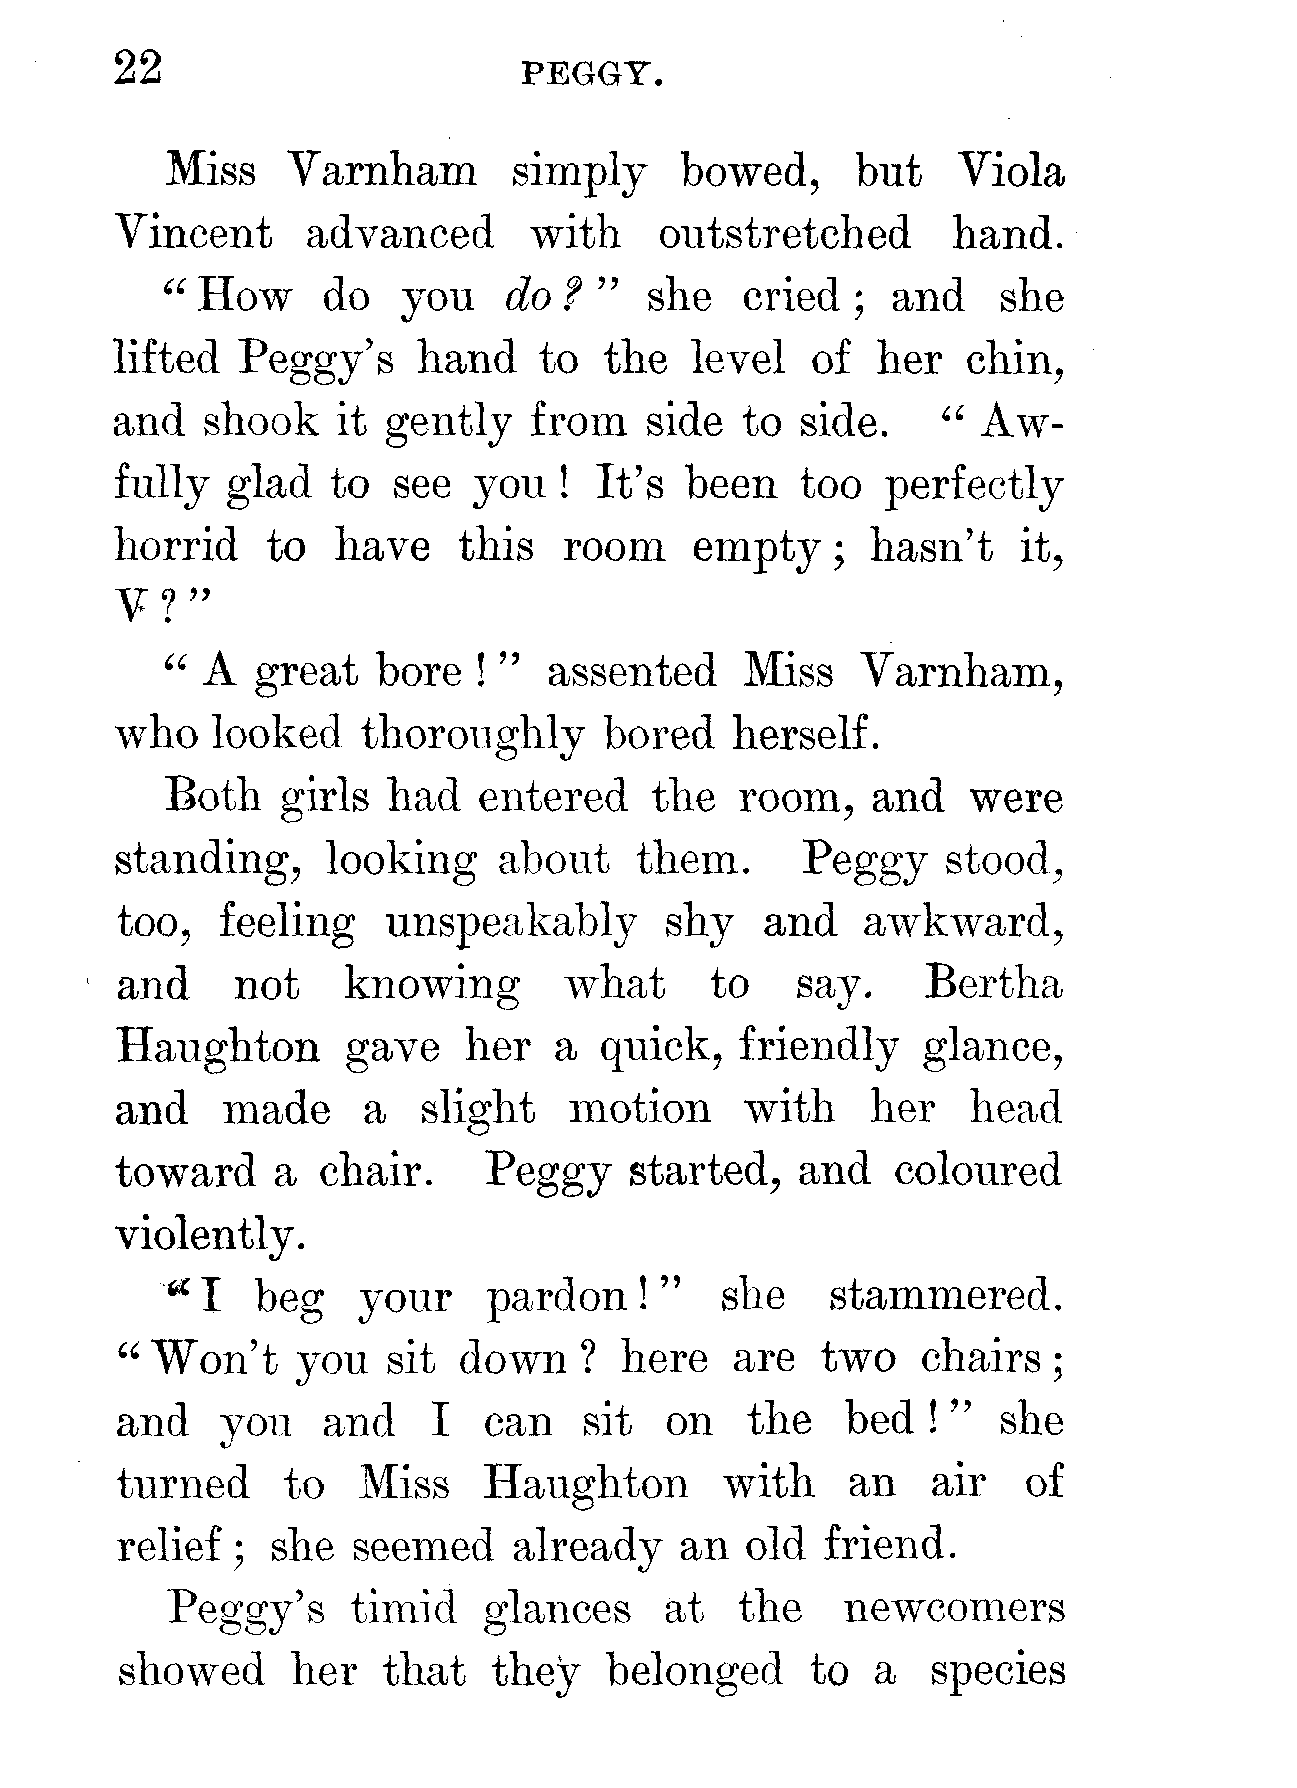 22 PEGGY.
Miss Varnham simply bowed, but Viola
Vincent advanced with outstretched hand.
“How do you do?” she cried; and she
lifted Peggy’s hand to the level of her chin,
and shook it gently from side to side. “Aw-
fully glad to see you! It’s been too perfectly
horrid to have this room empty; hasn’t it,
V?”
“A great bore!” assented Miss Varnham,
who looked thoroughly bored herself.
Both girls had entered the room, and were
standing, looking about them. Peggy stood,
too, feeling unspeakably shy and awkward,
and not knowing what to say. Bertha
Haughton gave her a quick, friendly glance,
and made a slight motion with her head
toward a chair. Peggy started, and coloured
violently.
“I beg your pardon!” she stammered.
“Won’t you sit down? here are two chairs;
and you and I can sit on the bed!” she
turned to Miss Haughton with an air of
relief; she seemed already an old friend.
Peggy’s timid glances at the newcomers
showed her that they belonged to a species